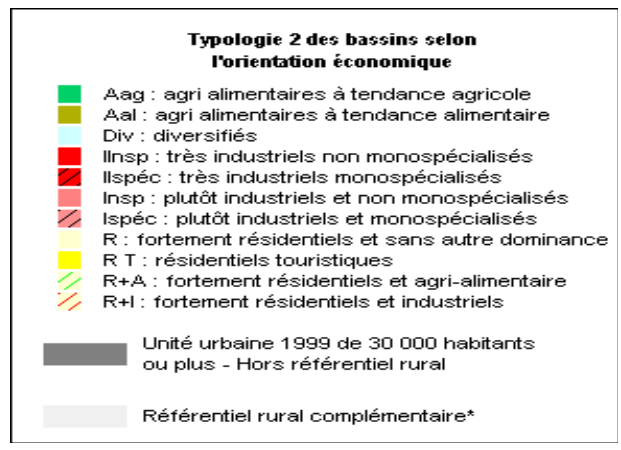 Typologie 2 des bassins selon
l'orientation économique
Aag : agri alimentaires à tendance agricole
Aal : agri alimentaires à tendance alimentaire
Div : diversifiés
IInsp : très industriels non monospécialisés
IIspéc : très industriels monospécialisés
Insp : plutôt industriels et non monospécialisés
Ispéc : plutôt industriels et monospécialisés
R : fortement résidentiels et sans autre dominance
R T : résidentiels touristiques
R+A : fortement résidentiels et agri-alimentaire
R+I : fortement résidentiels et industriels
Unité urbaine 1999 de 30 000 habitants
ou plus - Hors référentiel rural
Référentiel rural complémentaire*